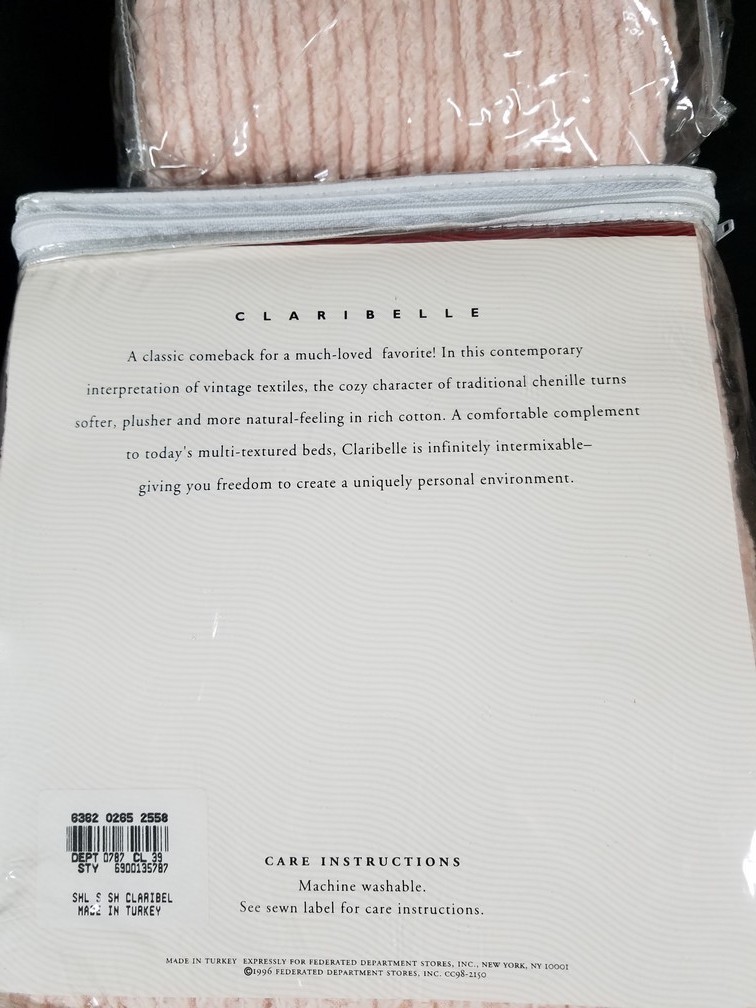 CLARIBELLE
A classic comeback for a much-loved favorite! In this contemporary
interpretation of vintage textiles, the cozy character of traditional chenille turns
softer, plusher and more natural-feeling in rich cotton. A comfortable complement
to today's multi-textured beds, Claribelle is infinitely intermixable–
giving you freedom to create a uniquely personal environment.
6362 0265 2558
DEPT 0787 CL 39
STY 6900135787
SHL S SH CLARIBEL
MADE IN TURKEY
CARE INSTRUCTIONS
Machine washable.
See sewn label for care instructions.
MADE IN TURKEY EXPRESSLY FOR FEDERATED DEPARTMENT STORES, INC., NEW YORK, NY 10001
©1996 FEDERATED DEPARTMENT STORES, INC. CC98-2150